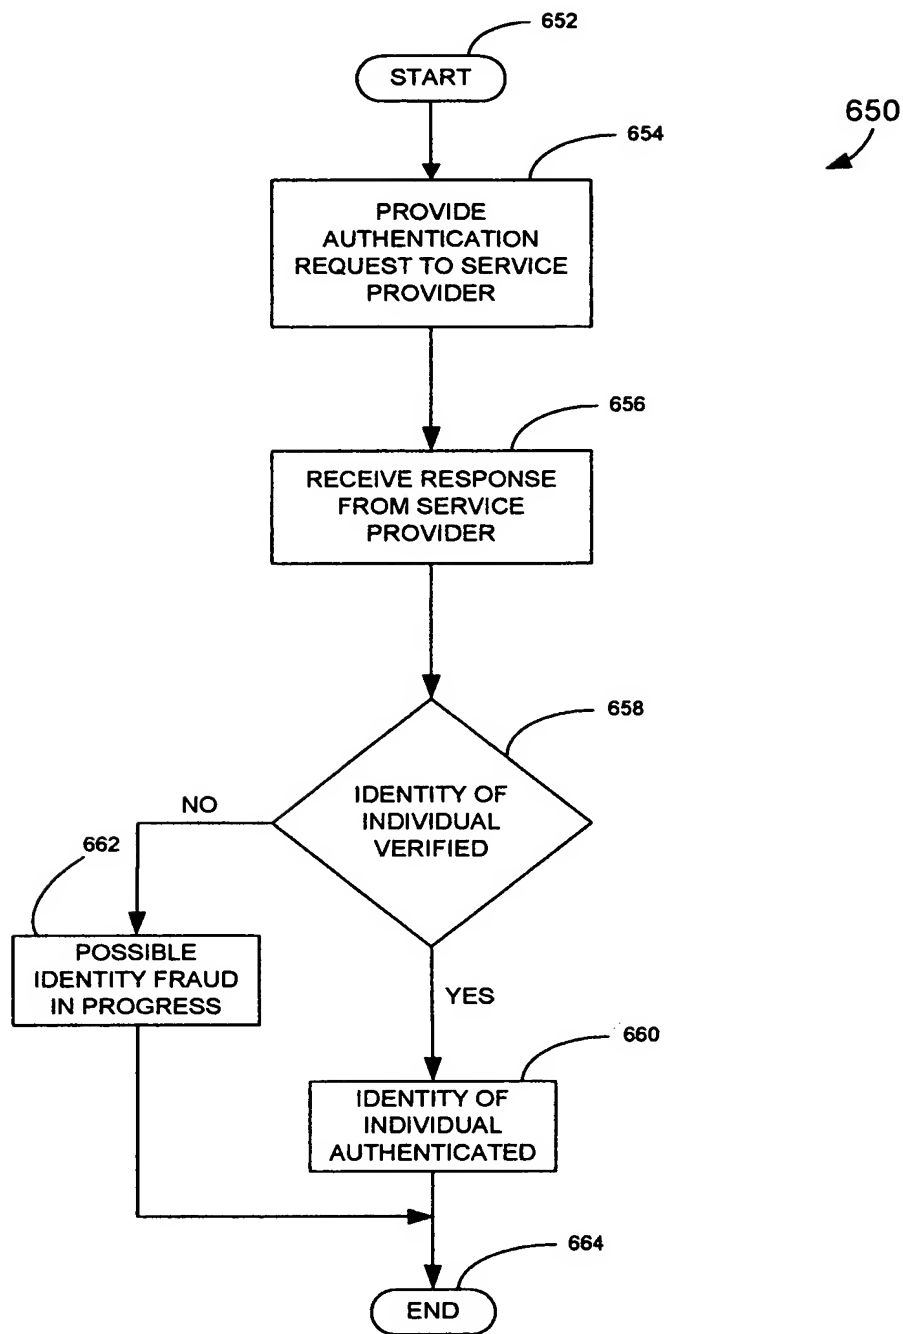 652
START
650
654
PROVIDE
AUTHENTICATION
REQUEST TO SERVICE
PROVIDER
656
RECEIVE RESPONSE
FROM SERVICE
PROVIDER
658
IDENTITY OF
INDIVIDUAL
VERIFIED
NO
662
POSSIBLE
IDENTITY FRAUD
IN PROGRESS
YES
660
IDENTITY OF
INDIVIDUAL
AUTHENTICATED
664
END